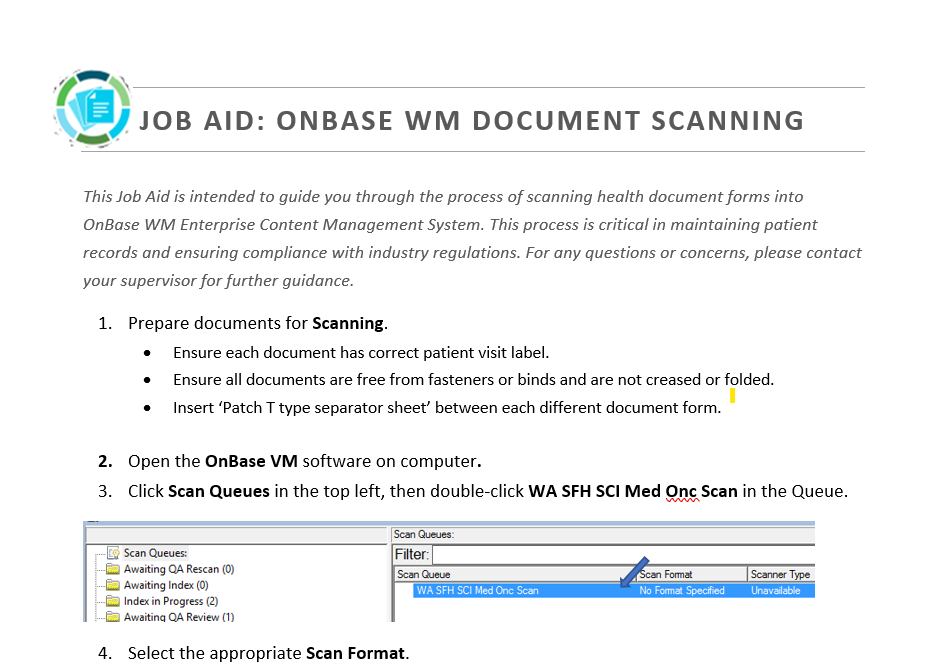 JOB AID: ONBASE WM DOCUMENT SCANNING
This Job Aid is intended to guide you through the process of scanning health document forms into
OnBase WM Enterprise Content Management System. This process is critical in maintaining patient
records and ensuring compliance with industry regulations. For any questions or concerns, please contact
your supervisor for further guidance.
1. Prepare documents for Scanning.
• Ensure each document has correct patient visit label.
• Ensure all documents are free from fasteners or binds and are not creased or folded.
• Insert ‘Patch T type separator sheet’ between each different document form.
2. Open the OnBase VM software on computer.
3. Click Scan Queues in the top left, then double-click WA SFH SCI Med Onc Scan in the Queue.
Scan Queues:
Awaiting QA Rescan (0)
Awaiting Index (0)
Index in Progress (2)
Awaiting QA Review (1)
Scan Queues:
Filter:
Scan Queue Scan Format Scanner Type
WA SFH SCI Med Onc Scan No Format Specified Unavailable
4. Select the appropriate Scan Format.